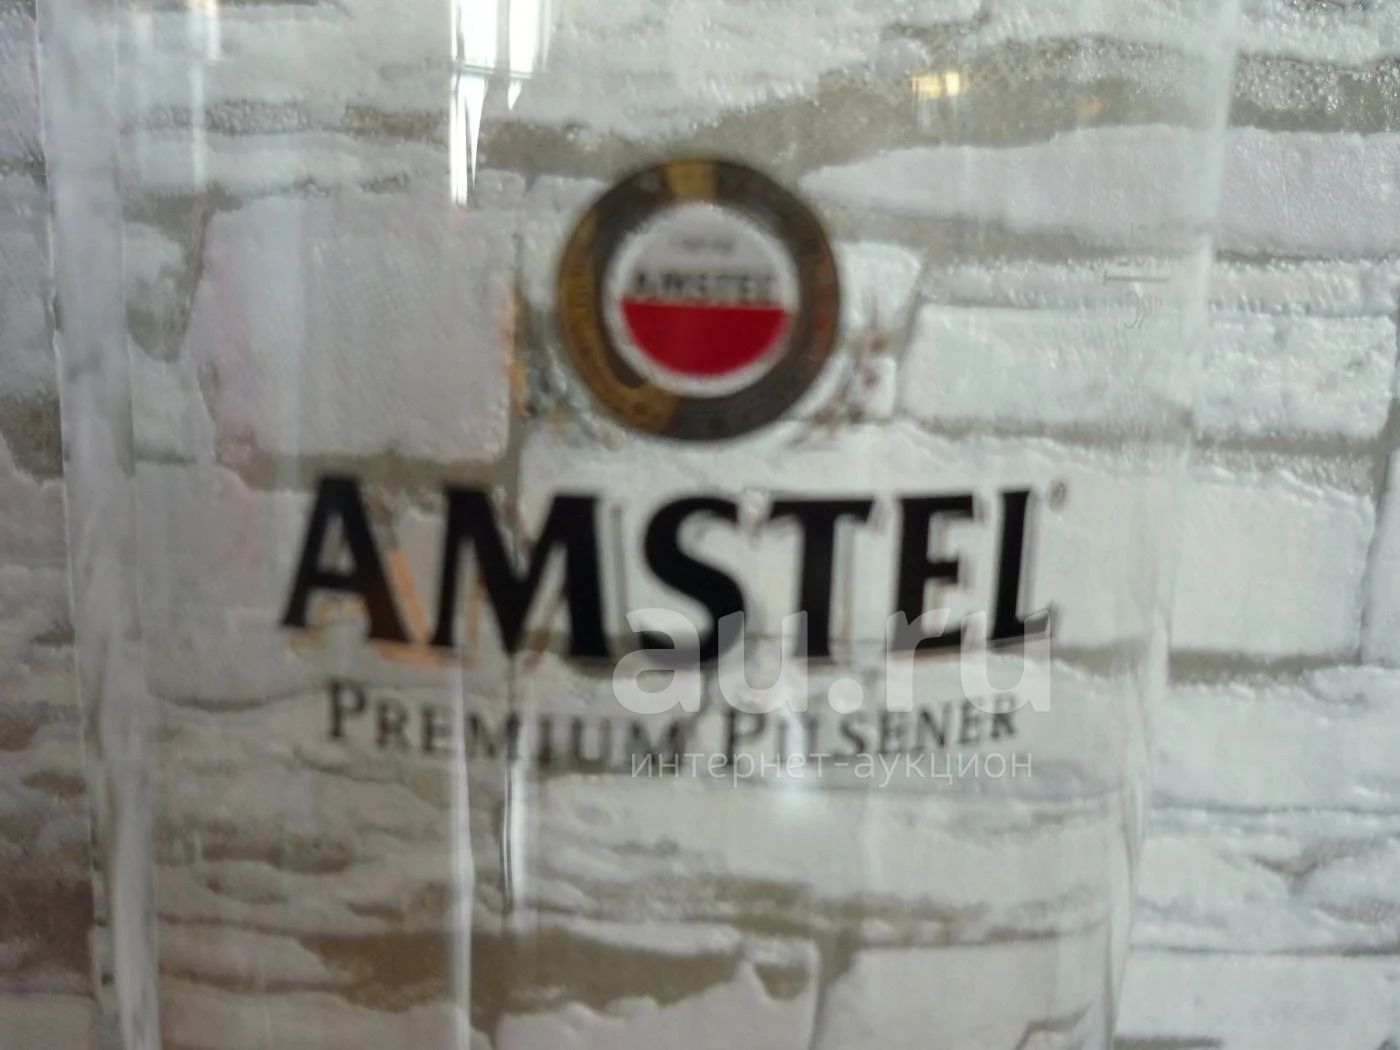 AMSTEL
AMSTEL®
PREMIUM PILSENER
au.ru
интернет-аукцион